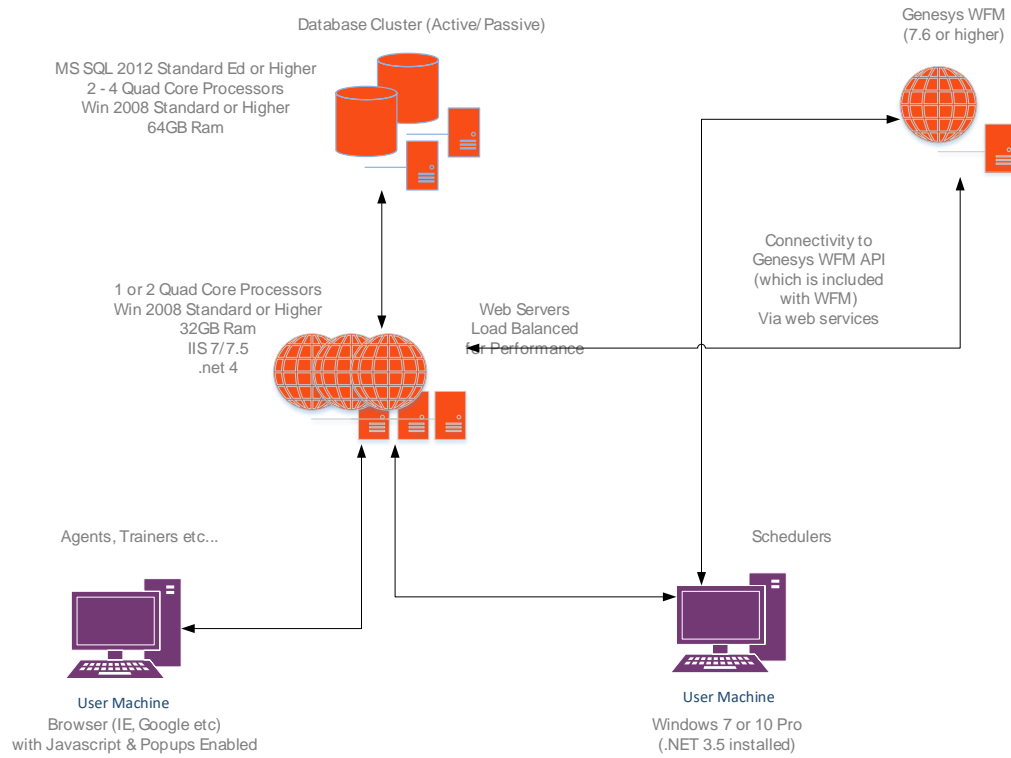 Database Cluster (Active/ Passive)
MS SQL 2012 Standard Ed or Higher
2 - 4 Quad Core Processors
Win 2008 Standard or Higher
64GB Ram
Genesys WFM
(7.6 or higher)
Connectivity to
Genesys WFM API
(which is included
with WFM)
Via web services
1 or 2 Quad Core Processors
Win 2008 Standard or Higher
32GB Ram
IIS 7/7.5
.net 4
Web Servers
Load Balanced
for Performance
Agents, Trainers etc...
Schedulers
User Machine
Browser (IE, Google etc)
with Javascript & Popups Enabled
User Machine
Windows 7 or 10 Pro
(.NET 3.5 installed)